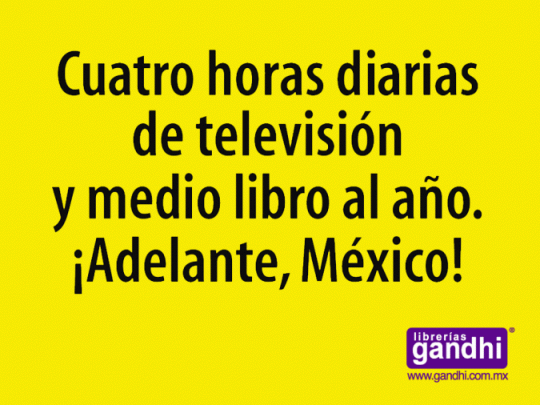 Cuatro horas diarias
de televisión
y medio libro al año.
¡Adelante, México!
librerías
gandhi®
www.gandhi.com.mx